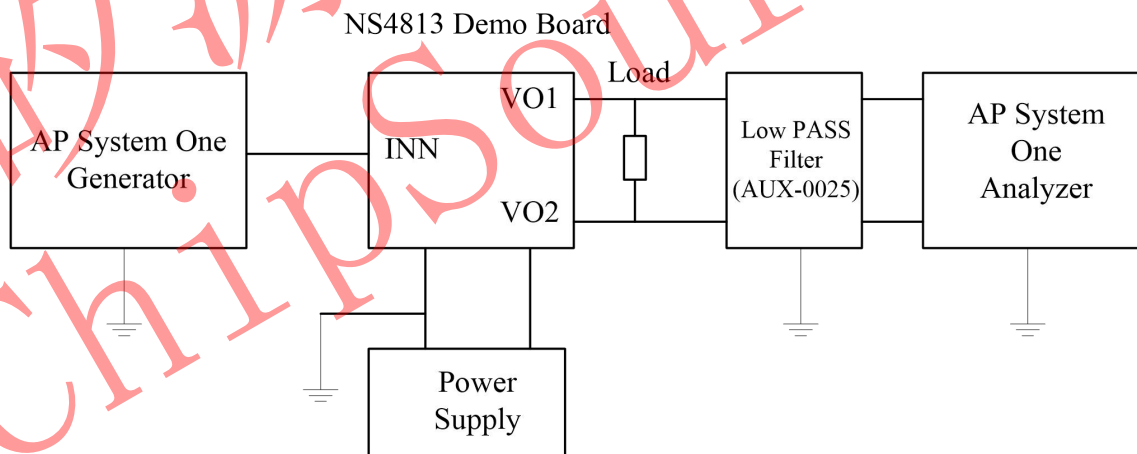 NS4813 Demo Board
AP System One
Generator
INN
VO1
VO2
Load
Low PASS
Filter
(AUX-0025)
AP System
One
Analyzer
Power
Supply
ChipSour